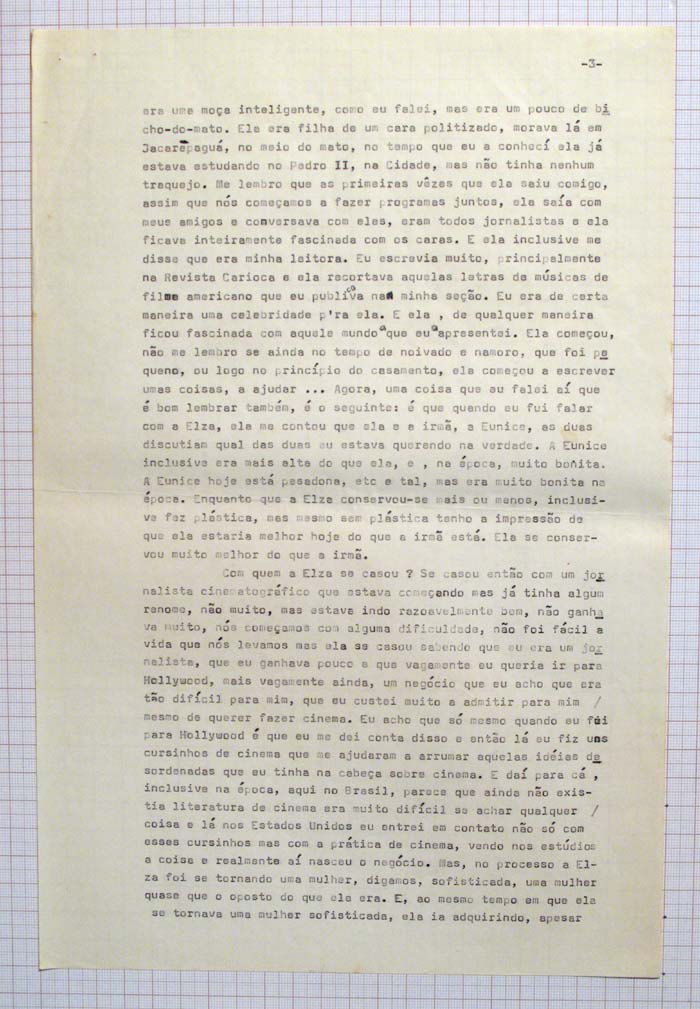 -3-
era uma moça inteligente, como eu falei, mas era um pouco de bi
cho-do-mato. Ela era filha de um cara politizado, morava lá em
Jacarépaguá, no meio do mato, no tempo que eu a conhecí ela já
estava estudando no Pedro II, na Cidade, mas não tinha nenhum
traquejo. Me lembro que as primeiras vêzes que ela saiu comigo,
assim que nós começamos a fazer programas juntos, ela saía com
meus amigos e conversava com eles, eram todos jornalistas e ela
ficava inteiramente fascinada com os caras. E ela inclusive me
disse que era minha leitora. Eu escrevia muito, principalmente
na Revista Carioca e ela recortava aquelas letras de músicas de
filme americano que eu publicava na minha seção. Eu era de certa
maneira uma celebridade p'ra ela. E ela , de qualquer maneira
ficou fascinada com aquele mundo a que eu a apresentei. Ela começou,
não me lembro se ainda no tempo de noivado e namoro, que foi pe
queno, ou logo no princípio do casamento, ela começou a escrever
umas coisas, a ajudar ... Agora, uma coisa que eu falei aí que
é bom lembrar também, é o seguinte: é que quando eu fui falar
com a Elza, ela me contou que ela e a irmã, a Eunice, as duas
discutiam qual das duas eu estava querendo na verdade. A Eunice
inclusive era mais alta do que ela, e , na época, muito bonita.
A Eunice hoje está pesadona, etc e tal, mas era muito bonita na
época. Enquanto que a Elza conservou-se mais ou menos, inclusi-
ve fez plástica, mas mesmo sem plástica tenho a impressão de
que ela estaria melhor hoje do que a irmã está. Ela se conser-
vou muito melhor do que a irmã.
Com quem a Elza se casou ? Se casou então com um jor
nalista cinematográfico que estava começando mas já tinha algum
renome, não muito, mas estava indo razoavelmente bem, não ganha
va muito, nós começamos com alguma dificuldade, não foi fácil a
vida que nós levamos mas ela se casou sabendo que eu era um jor
nalista, que eu ganhava pouco a que vagamente eu queria ir para
Hollywood, mais vagamente ainda, um negócio que eu acho que era
tão difícil para mim, que eu custei muito a admitir para mim /
mesmo de querer fazer cinema. Eu acho que só mesmo quando eu fui
para Hollywood é que eu me dei conta disso e então lá eu fiz uns
cursinhos de cinema que me ajudaram a arrumar aquelas idéias de
sordenadas que eu tinha na cabeça sobre cinema. E daí para cá ,
inclusive na época, aqui no Brasil, parece que ainda não exis-
tia literatura de cinema era muito difícil se achar qualquer /
coisa e lá nos Estados Unidos eu entrei em contato não só com
esses cursinhos mas com a prática de cinema, vendo nos estúdios
a coisa e realmente aí nasceu o negócio. Mas, no processo a El-
za foi se tornando uma mulher, digamos, sofisticada, uma mulher
quase que o oposto do que ela era. E, ao mesmo tempo em que ela
se tornava uma mulher sofisticada, ela ia adquirindo, apesar